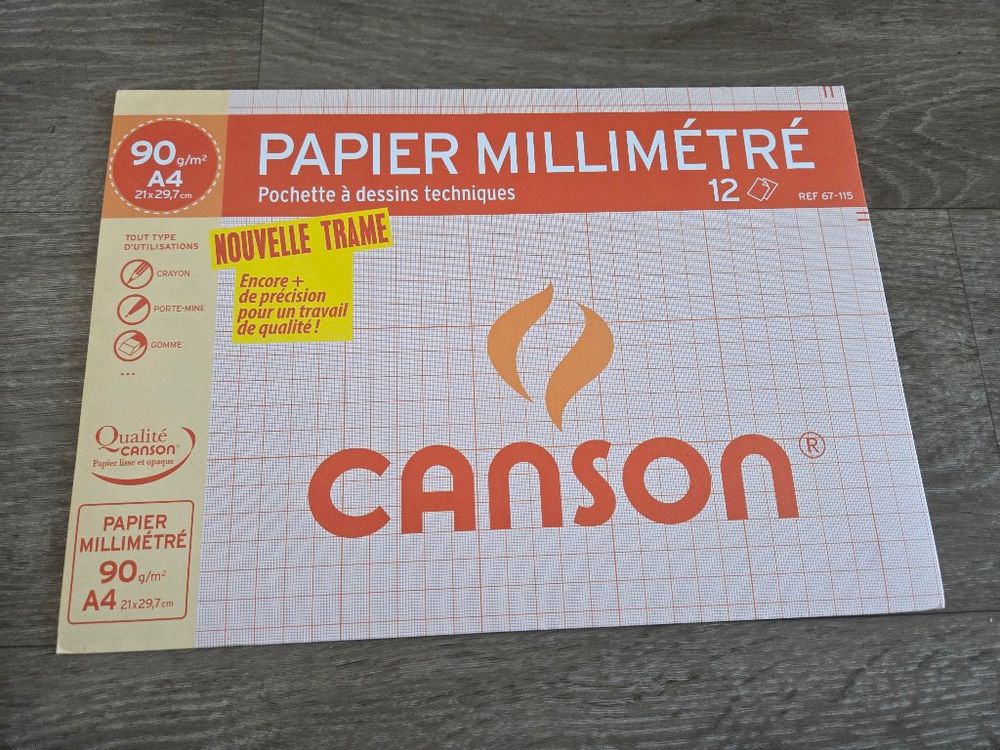 90 g/m²
A4
21x29,7cm
PAPIER MILLIMÉTRÉ
Pochette à dessins techniques
12
REF 67-115
TOUT TYPE
D'UTILISATIONS
CRAYON
PORTE-MINE
GOMME
...
NOUVELLE TRAME
Encore +
de précision
pour un travail
de qualité !
Qualité
CANSON®
Papier lisse et opaque
CANSON®
PAPIER
MILLIMÉTRÉ
90 g/m²
A4 21x29,7cm